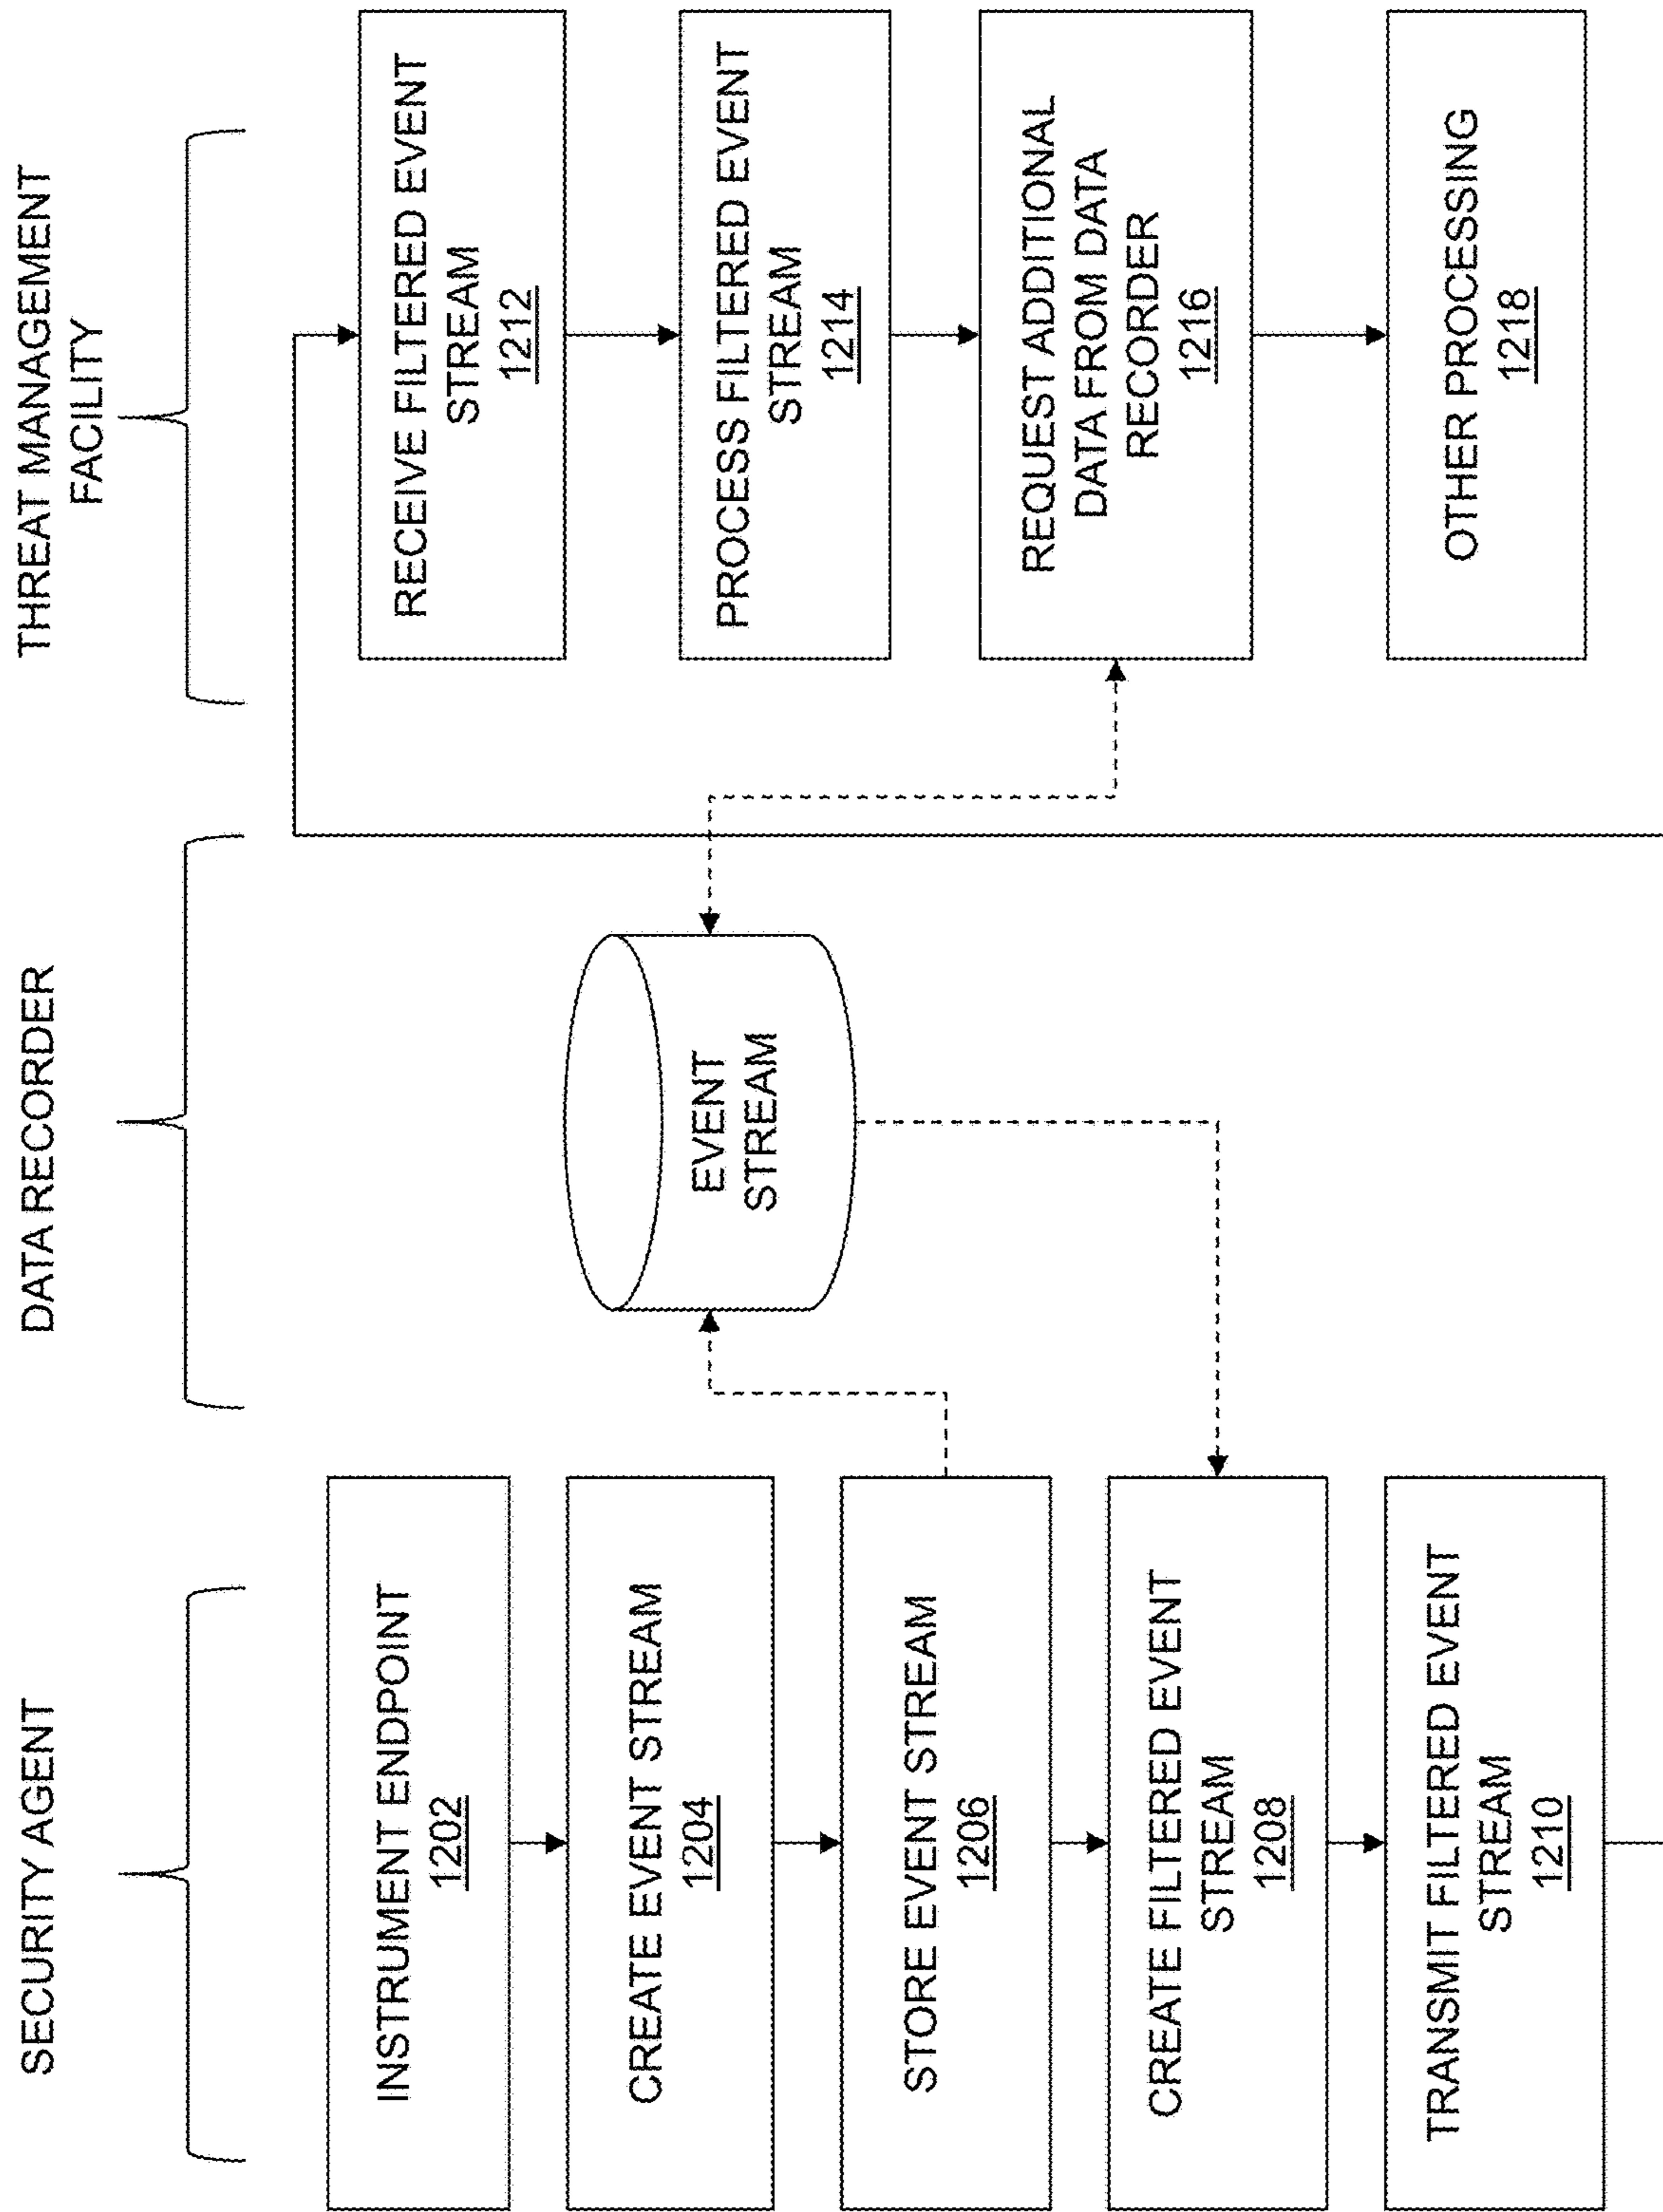 SECURITY AGENT
INSTRUMENT ENDPOINT
1202
CREATE EVENT STREAM
1204
STORE EVENT STREAM
1206
CREATE FILTERED EVENT
STREAM
1208
TRANSMIT FILTERED EVENT
STREAM
1210
DATA RECORDER
EVENT
STREAM
THREAT MANAGEMENT
FACILITY
RECEIVE FILTERED EVENT
STREAM
1212
PROCESS FILTERED EVENT
STREAM
1214
REQUEST ADDITIONAL
DATA FROM DATA
RECORDER
1216
OTHER PROCESSING
1218